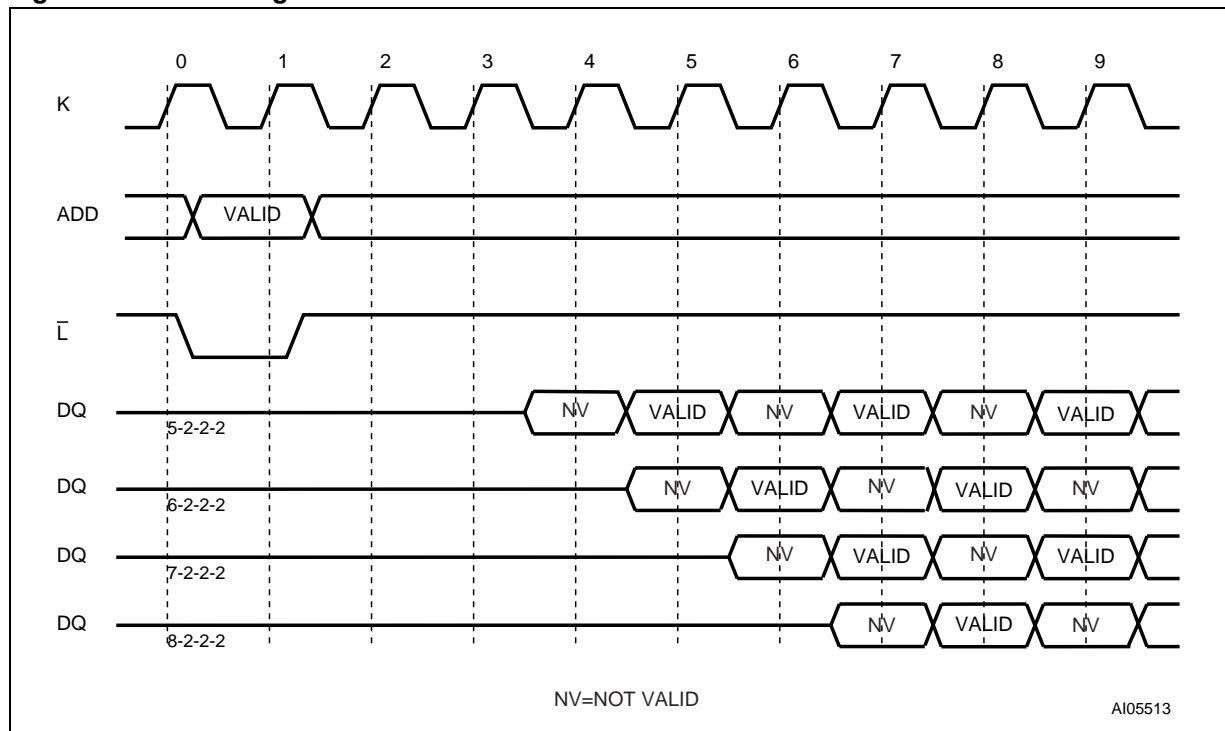 0 1 2 3 4 5 6 7 8 9
K
ADD VALID
L̅
DQ NV VALID NV VALID NV VALID
5-2-2-2
DQ NV VALID NV VALID NV
6-2-2-2
DQ NV VALID NV VALID
7-2-2-2
DQ NV VALID NV
8-2-2-2
NV=NOT VALID
AI05513